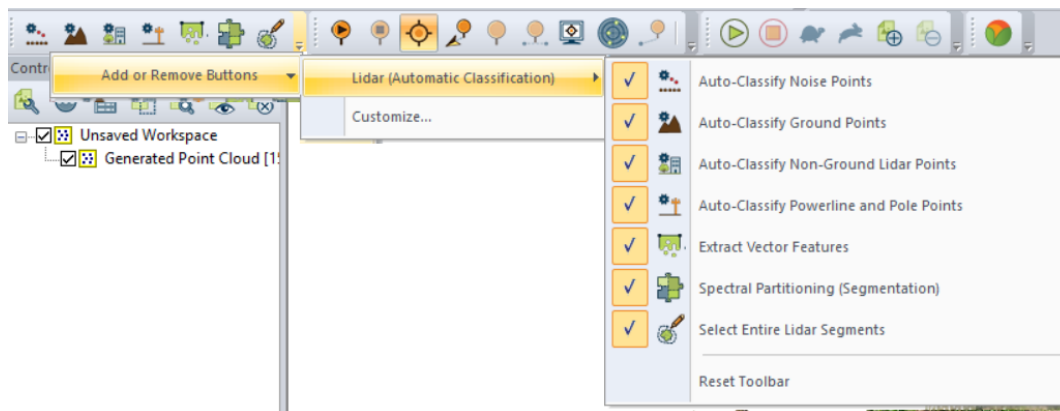 Contr
Add or Remove Buttons
Lidar (Automatic Classification)
Customize...
Auto-Classify Noise Points
Auto-Classify Ground Points
Auto-Classify Non-Ground Lidar Points
Auto-Classify Powerline and Pole Points
Extract Vector Features
Spectral Partitioning (Segmentation)
Select Entire Lidar Segments
Reset Toolbar
Unsaved Workspace
Generated Point Cloud [1